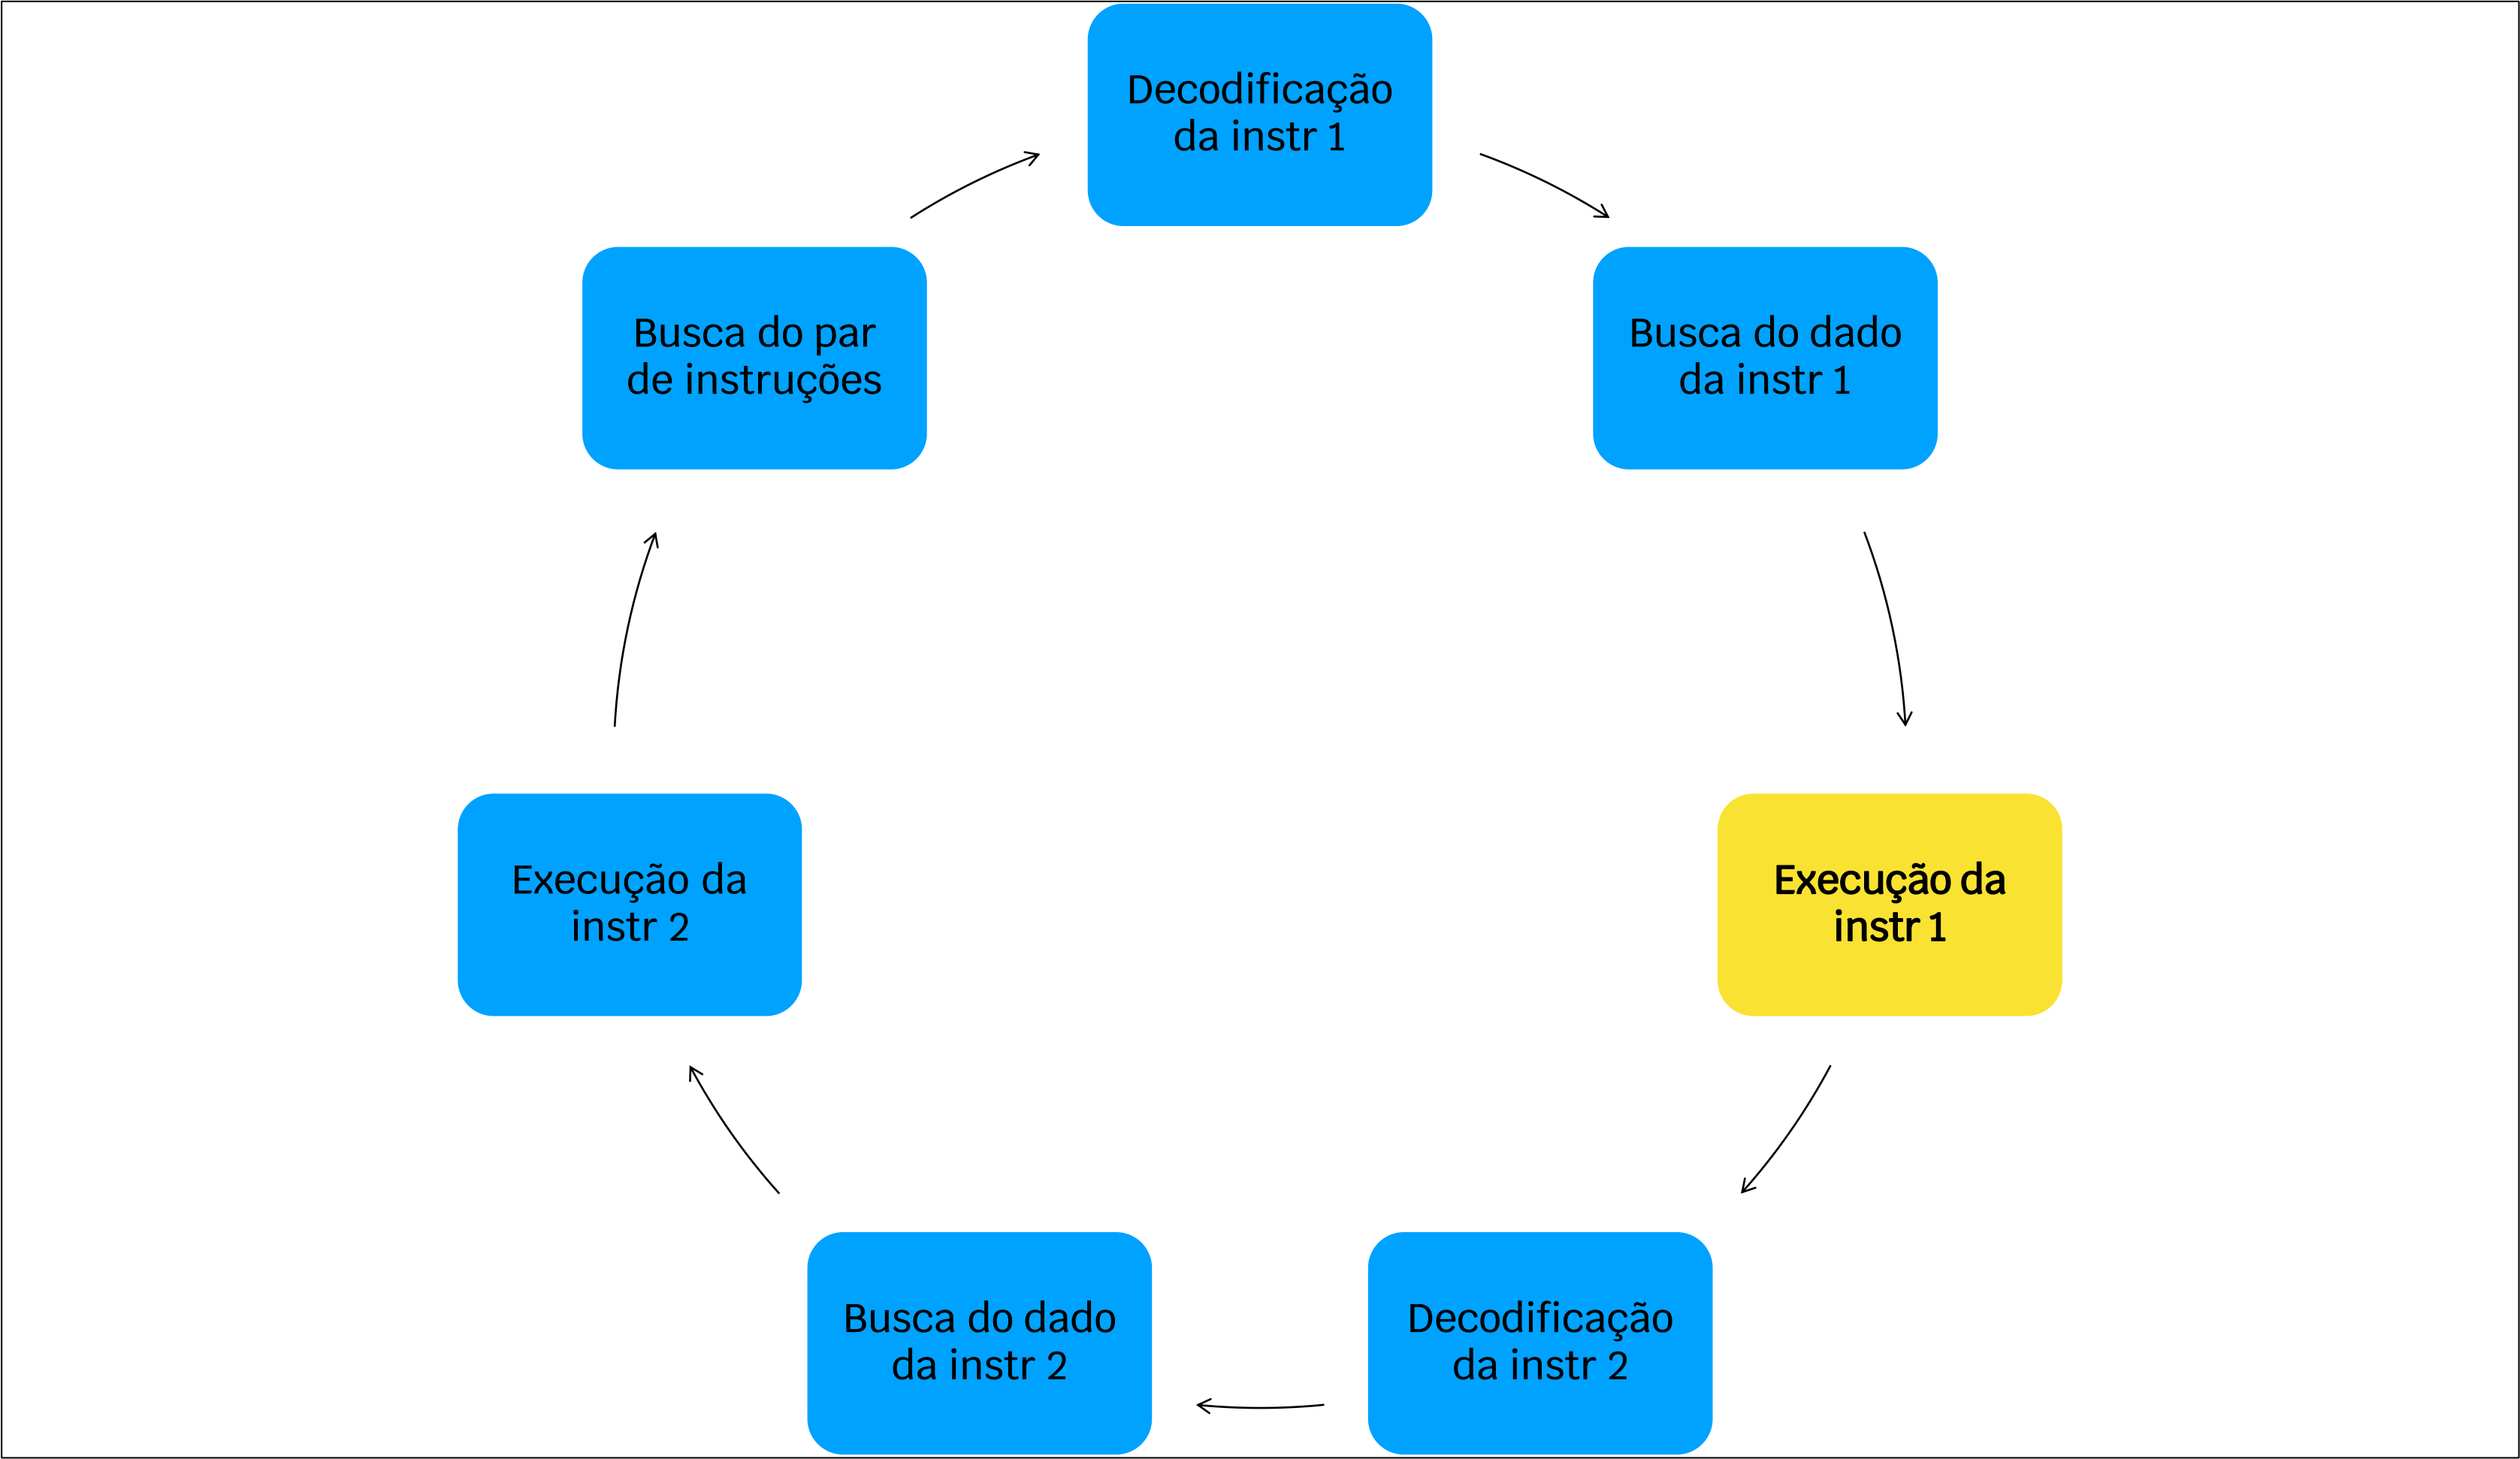 Decodificação
da instr 1
Busca do par
de instruções
Busca do dado
da instr 1
Execução da
instr 2
Execução da
instr 1
Busca do dado
da instr 2
Decodificação
da instr 2